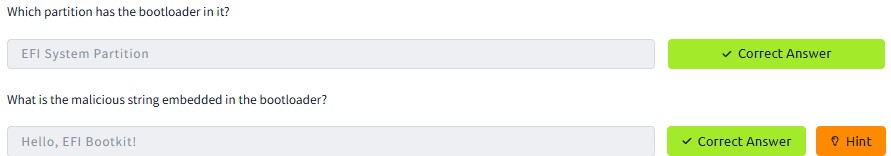 Which partition has the bootloader in it?
EFI System Partition
Correct Answer
What is the malicious string embedded in the bootloader?
Hello, EFI Bootkit!
Correct Answer
Hint